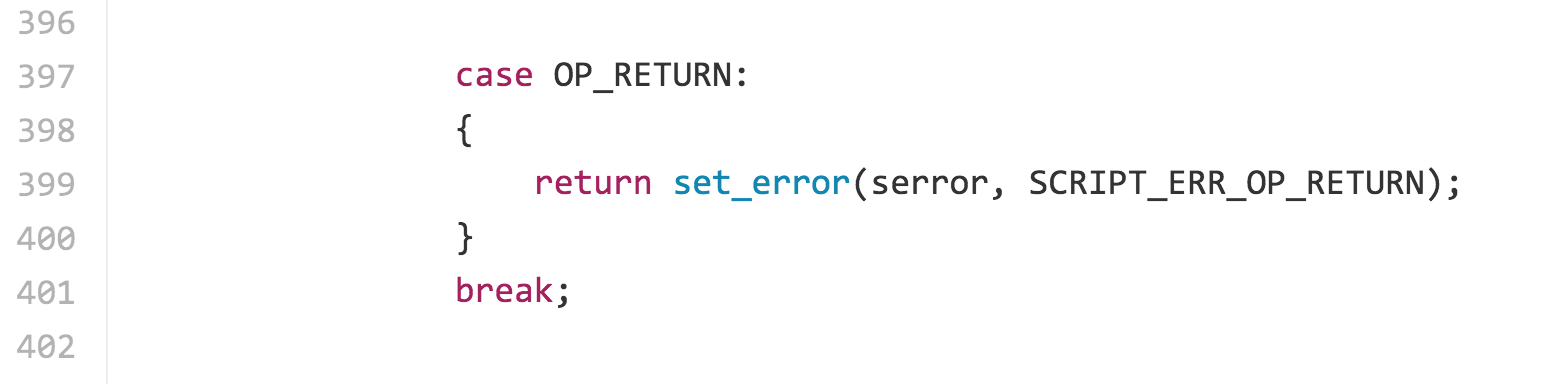 396
397 case OP_RETURN:
398 {
399 return set_error(serror, SCRIPT_ERR_OP_RETURN);
400 }
401 break;
402